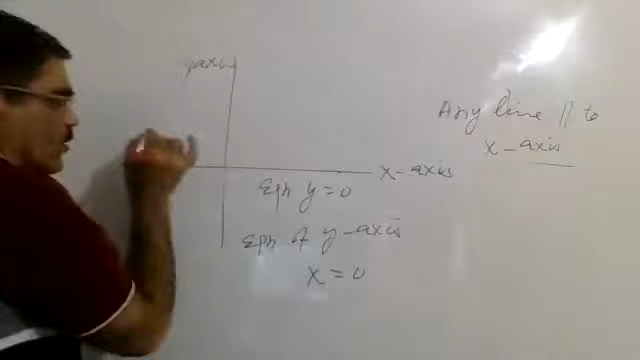 y axis
Any line || to
x - axis
x - axis
Eqn y = 0
Eqn of y - axis
x = 0